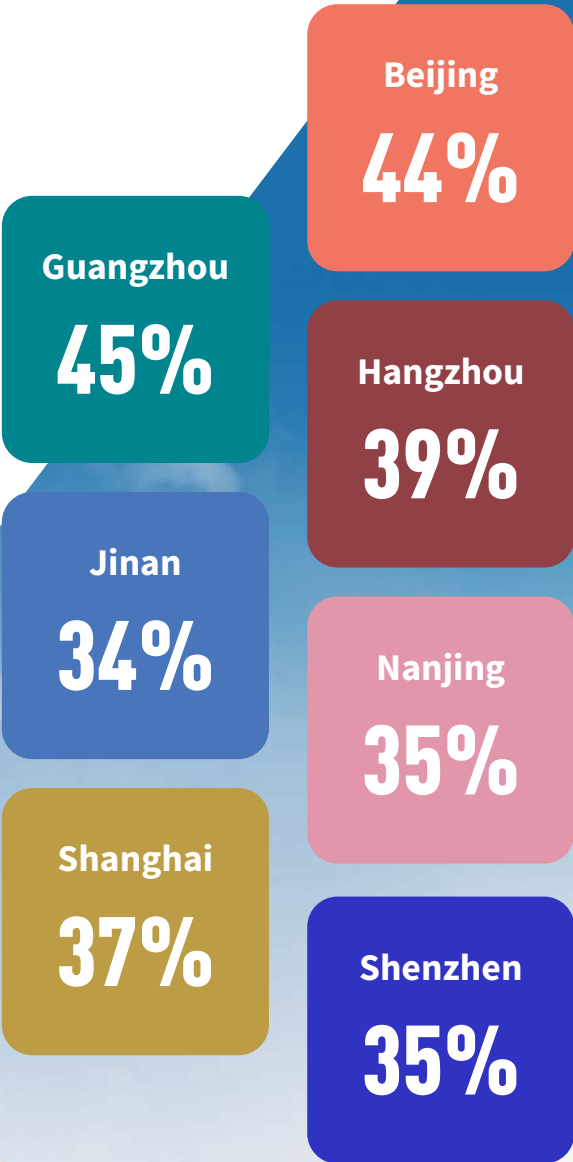 Beijing
44%
Guangzhou
45%
Hangzhou
39%
Jinan
34%
Nanjing
35%
Shanghai
37%
Shenzhen
35%